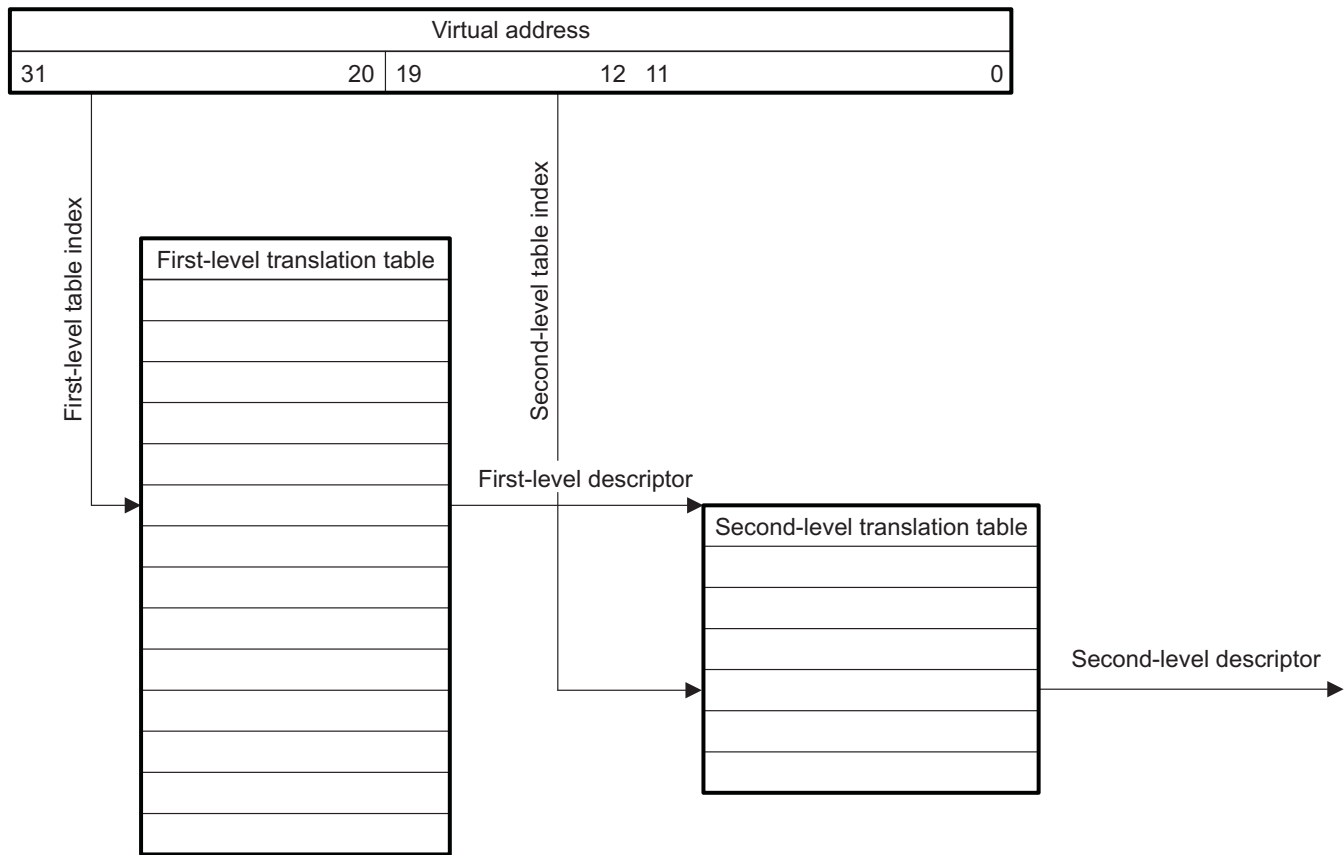 Virtual address
31 20 19 12 11 0
First-level table index
Second-level table index
First-level translation table
First-level descriptor
Second-level translation table
Second-level descriptor